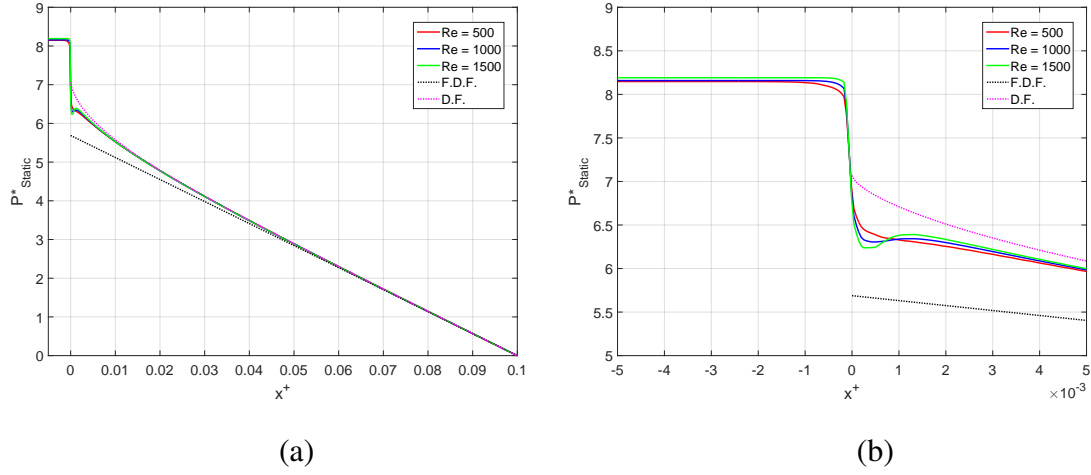 9
8
7
6
5
4
3
2
1
0
P*Static
0 0.01 0.02 0.03 0.04 0.05 0.06 0.07 0.08 0.09 0.1
x+
Re = 500
Re = 1000
Re = 1500
F.D.F.
D.F.
(a)
9
8.5
8
7.5
7
6.5
6
5.5
5
P*Static
-5 -4 -3 -2 -1 0 1 2 3 4 5
x+
×10-3
Re = 500
Re = 1000
Re = 1500
F.D.F.
D.F.
(b)